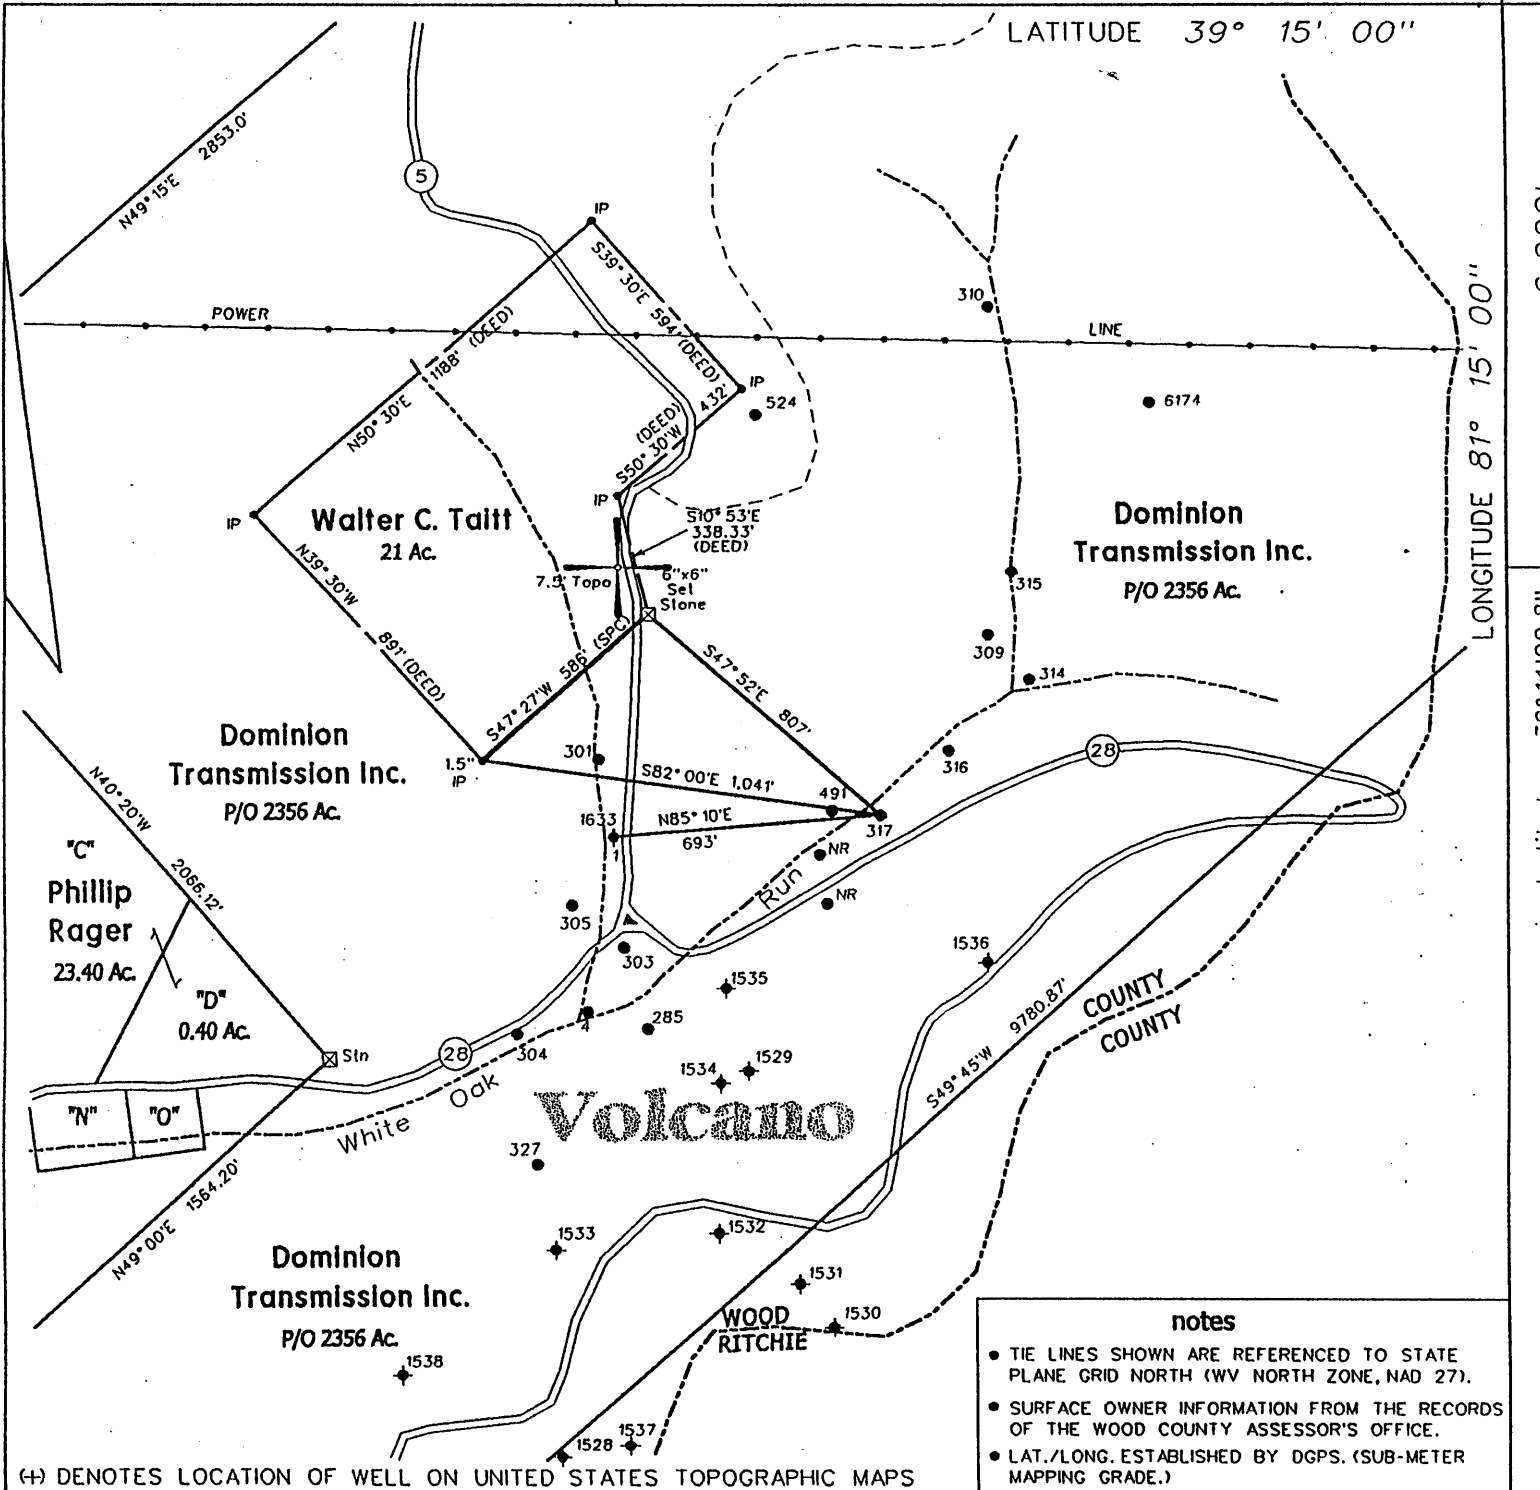 LATITUDE 39° 15' 00"
N49° 15'E 2853.0'
5
IP
S39° 30'E 594' (DEED)
310
POWER
LINE
N50° 30'E 1188' (DEED)
IP
524
6174
(DEED)
S50° 30'W 432'
LONGITUDE 81° 15' 00"
IP
IP
Walter C. Taitt
21 Ac.
S10° 53'E
338.33'
(DEED)
Dominion
Transmission Inc.
P/O 2356 Ac.
7.5' Topo
6"x6"
Set
Stone
315
N39° 30'W 891' (DEED)
S47° 27'W 586' (SPC)
S47° 52'E 807'
309
314
Dominion
Transmission Inc.
P/O 2356 Ac.
301
1.5"
IP
316
28
S82° 00'E 1,041'
491
317
N40° 20'W 2066.12'
1633
1
N85° 10'E
693'
NR
"C"
Phillip
Rager
23.40 Ac.
NR
Run
305
303
1536
"D"
0.40 Ac.
1535
4
285
COUNTY
COUNTY
Stn
28
304
1529
1534
S49° 45'W 9780.87'
"N"
"O"
White Oak
Volcano
327
N49° 00'E 1564.20'
1533
1532
Dominion
Transmission Inc.
P/O 2356 Ac.
1531
1530
WOOD
RITCHIE
1538
1537
1528
notes
● TIE LINES SHOWN ARE REFERENCED TO STATE
PLANE GRID NORTH (WV NORTH ZONE, NAD 27).
● SURFACE OWNER INFORMATION FROM THE RECORDS
OF THE WOOD COUNTY ASSESSOR'S OFFICE.
● LAT./LONG. ESTABLISHED BY DGPS. (SUB-METER
MAPPING GRADE.)
(+) DENOTES LOCATION OF WELL ON UNITED STATES TOPOGRAPHIC MAPS